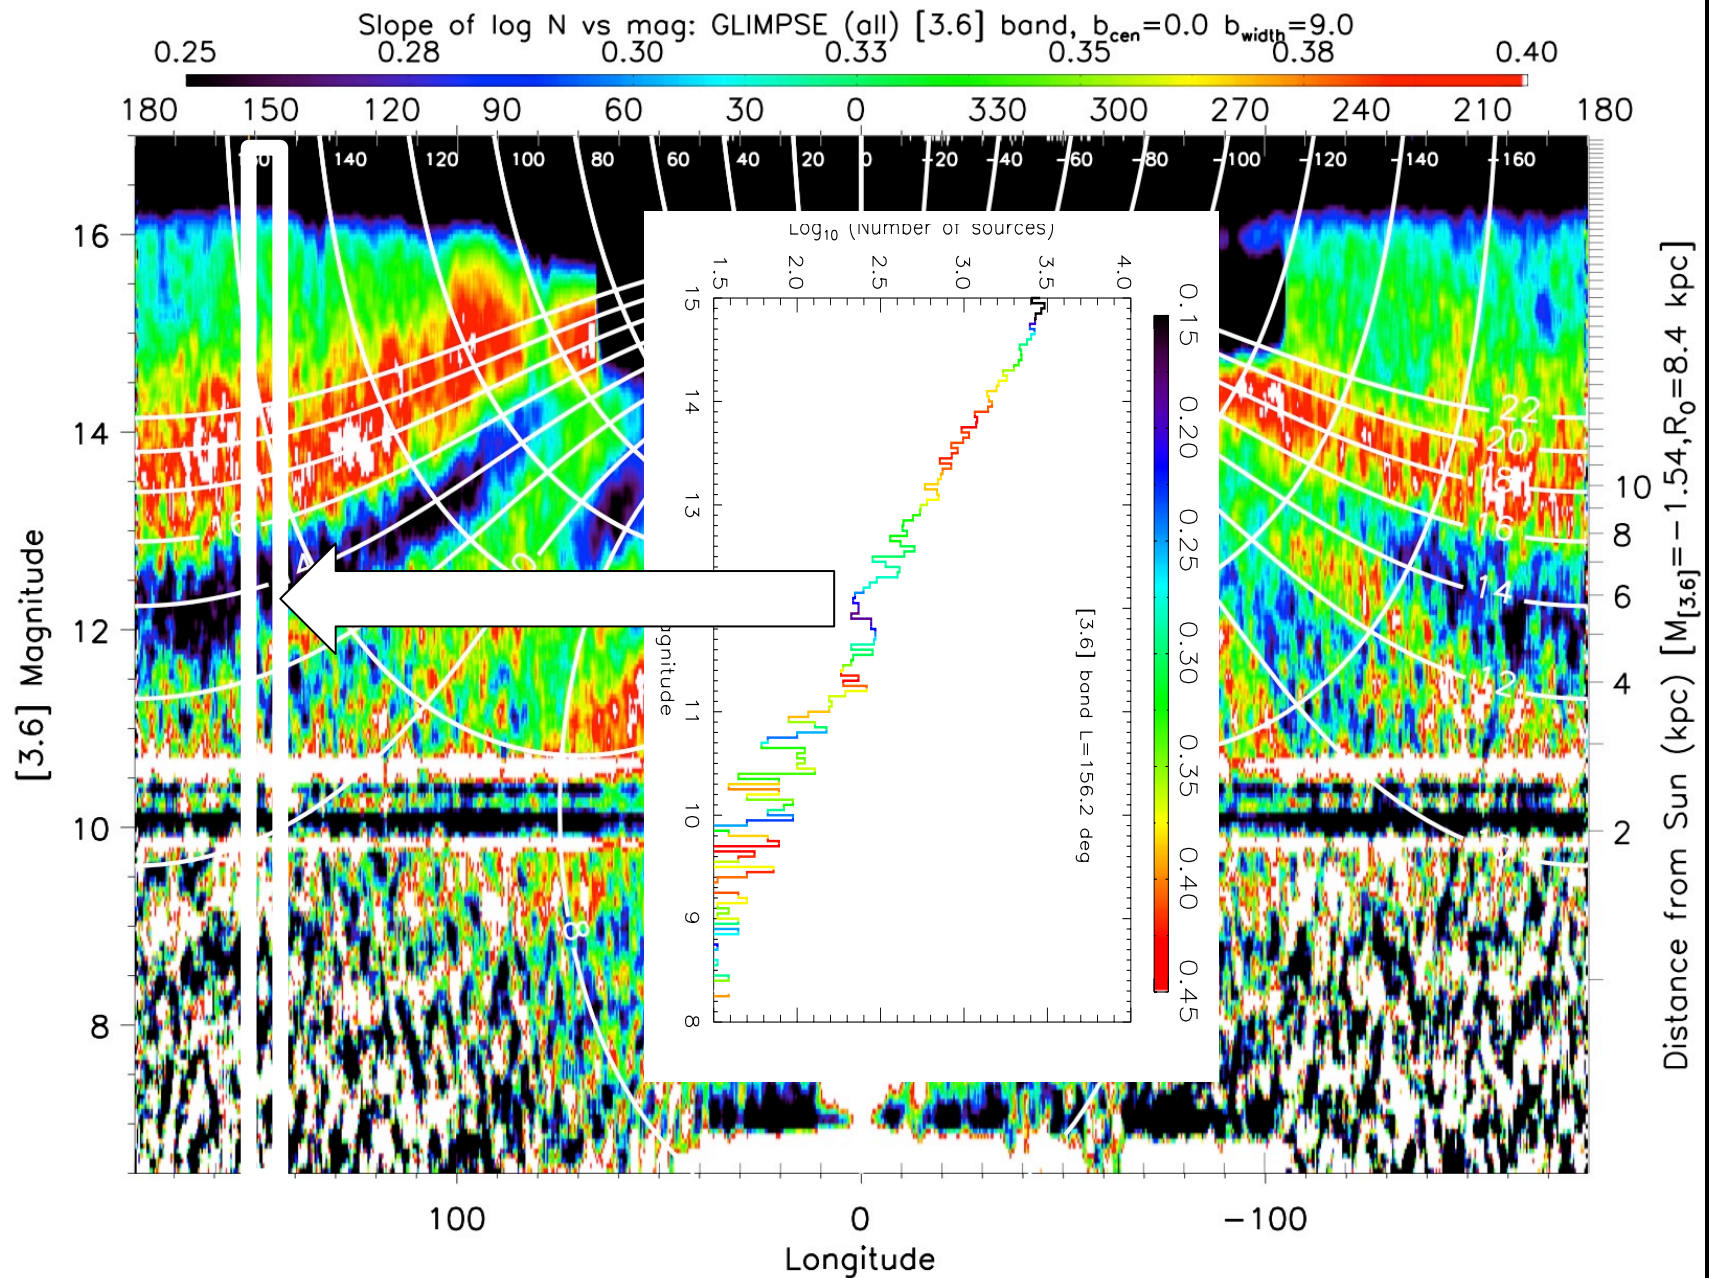 Slope of log N vs mag: GLIMPSE (all) [3.6] band, b_cen=0.0 b_width=9.0
0.25 0.28 0.30 0.33 0.35 0.38 0.40
180 150 120 90 60 30 0 330 300 270 240 210 180
140 120 100 80 60 40 20 0 -20 -40 -60 -80 -100 -120 -140 -160
16
14
12
10
8
[3.6] Magnitude
Log10 (Number of sources)
1.5 2.0 2.5 3.0 3.5 4.0
15
14
13
11
10
9
8
agnitude
[3.6] band L=156.2 deg
0.15
0.20
0.25
0.30
0.35
0.40
0.45
22
20
18
16
14
12
16
4
0
8
10
8
6
4
2
Distance from Sun (kpc) [M[3.6]=-1.54,R0=8.4 kpc]
100 0 -100
Longitude